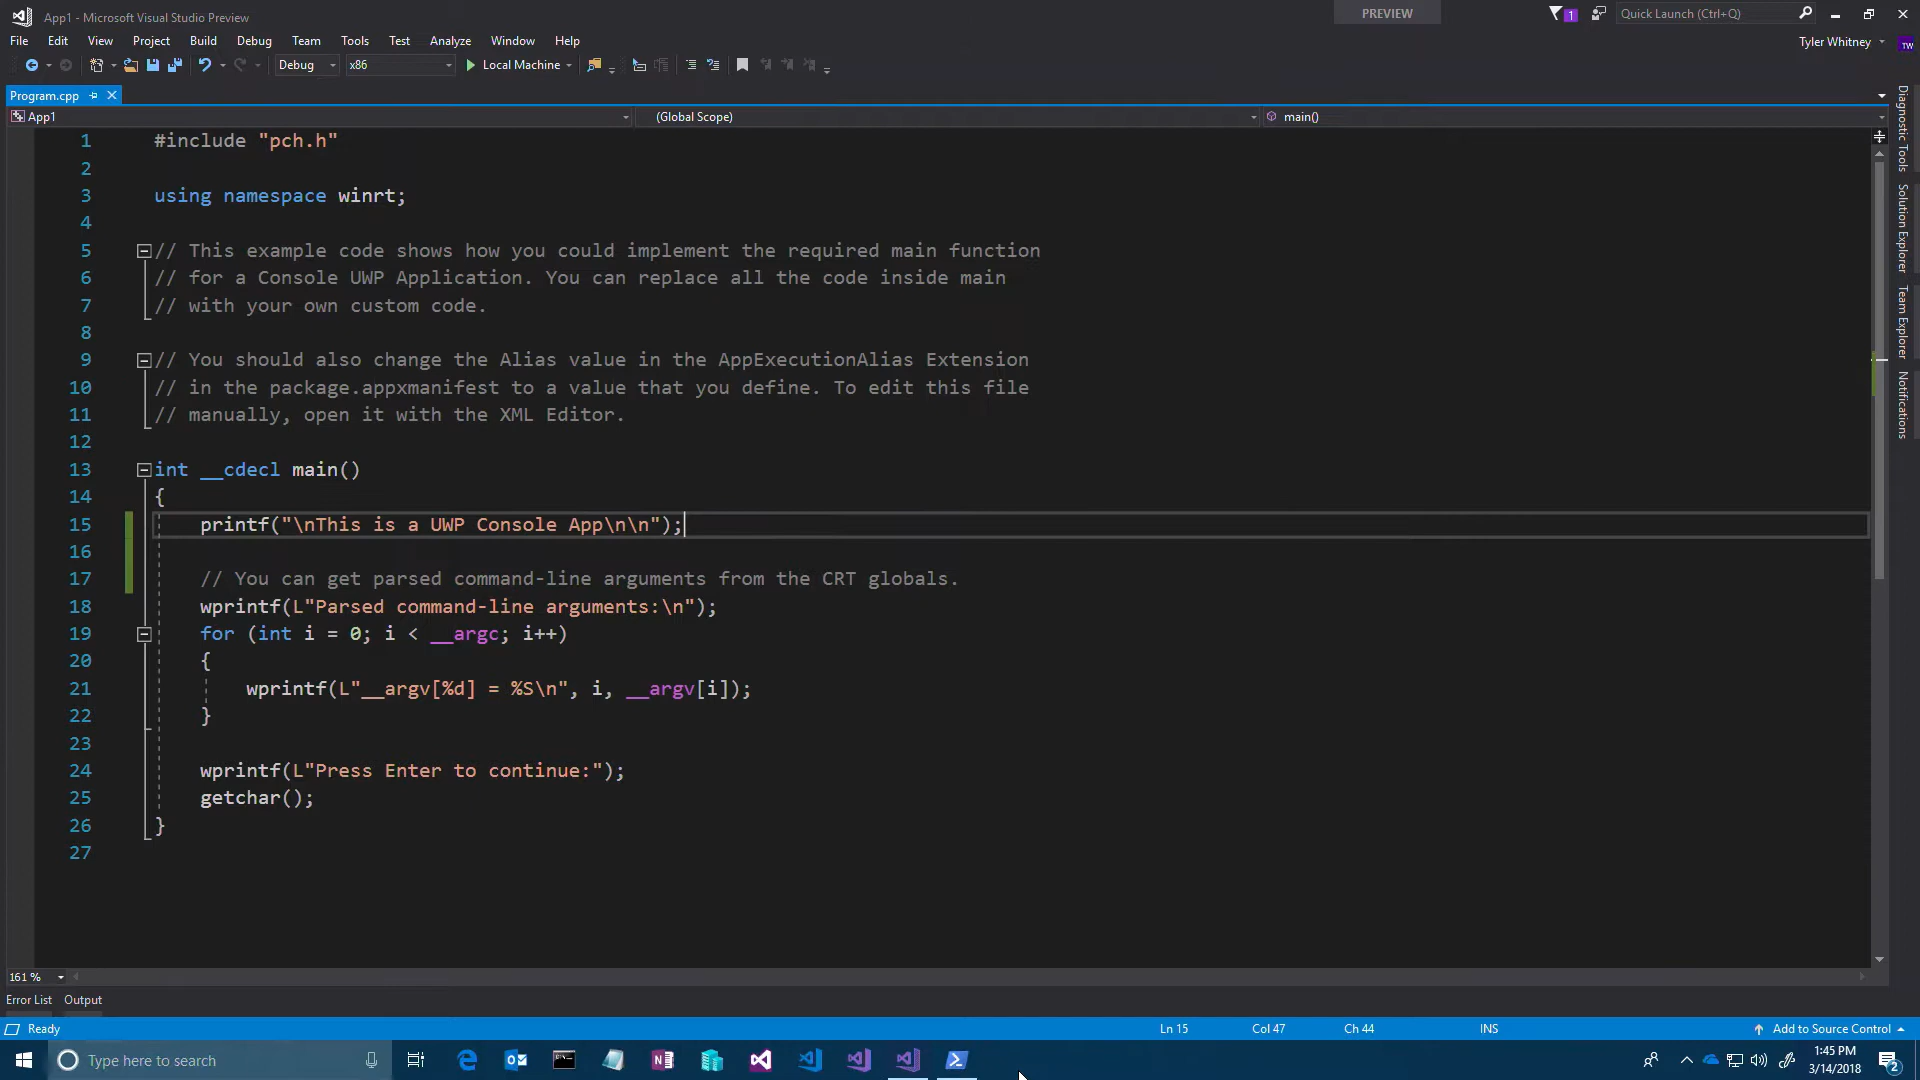 App1 - Microsoft Visual Studio Preview
PREVIEW
1
Quick Launch (Ctrl+Q)
File Edit View Project Build Debug Team Tools Test Analyze Window Help
Tyler Whitney
TW
Debug x86 Local Machine
Program.cpp
App1 (Global Scope) main()
1 #include "pch.h"
2
3 using namespace winrt;
4
5 // This example code shows how you could implement the required main function
6 // for a Console UWP Application. You can replace all the code inside main
7 // with your own custom code.
8
9 // You should also change the Alias value in the AppExecutionAlias Extension
10 // in the package.appxmanifest to a value that you define. To edit this file
11 // manually, open it with the XML Editor.
12
13 int __cdecl main()
14 {
15 printf("\nThis is a UWP Console App\n\n");
16
17 // You can get parsed command-line arguments from the CRT globals.
18 wprintf(L"Parsed command-line arguments:\n");
19 for (int i = 0; i < __argc; i++)
20 {
21 wprintf(L"__argv[%d] = %S\n", i, __argv[i]);
22 }
23
24 wprintf(L"Press Enter to continue:");
25 getchar();
26 }
27
Diagnostic Tools
Solution Explorer
Team Explorer
Notifications
161 %
Error List Output
Ready Ln 15 Col 47 Ch 44 INS Add to Source Control
Type here to search
1:45 PM
3/14/2018
2